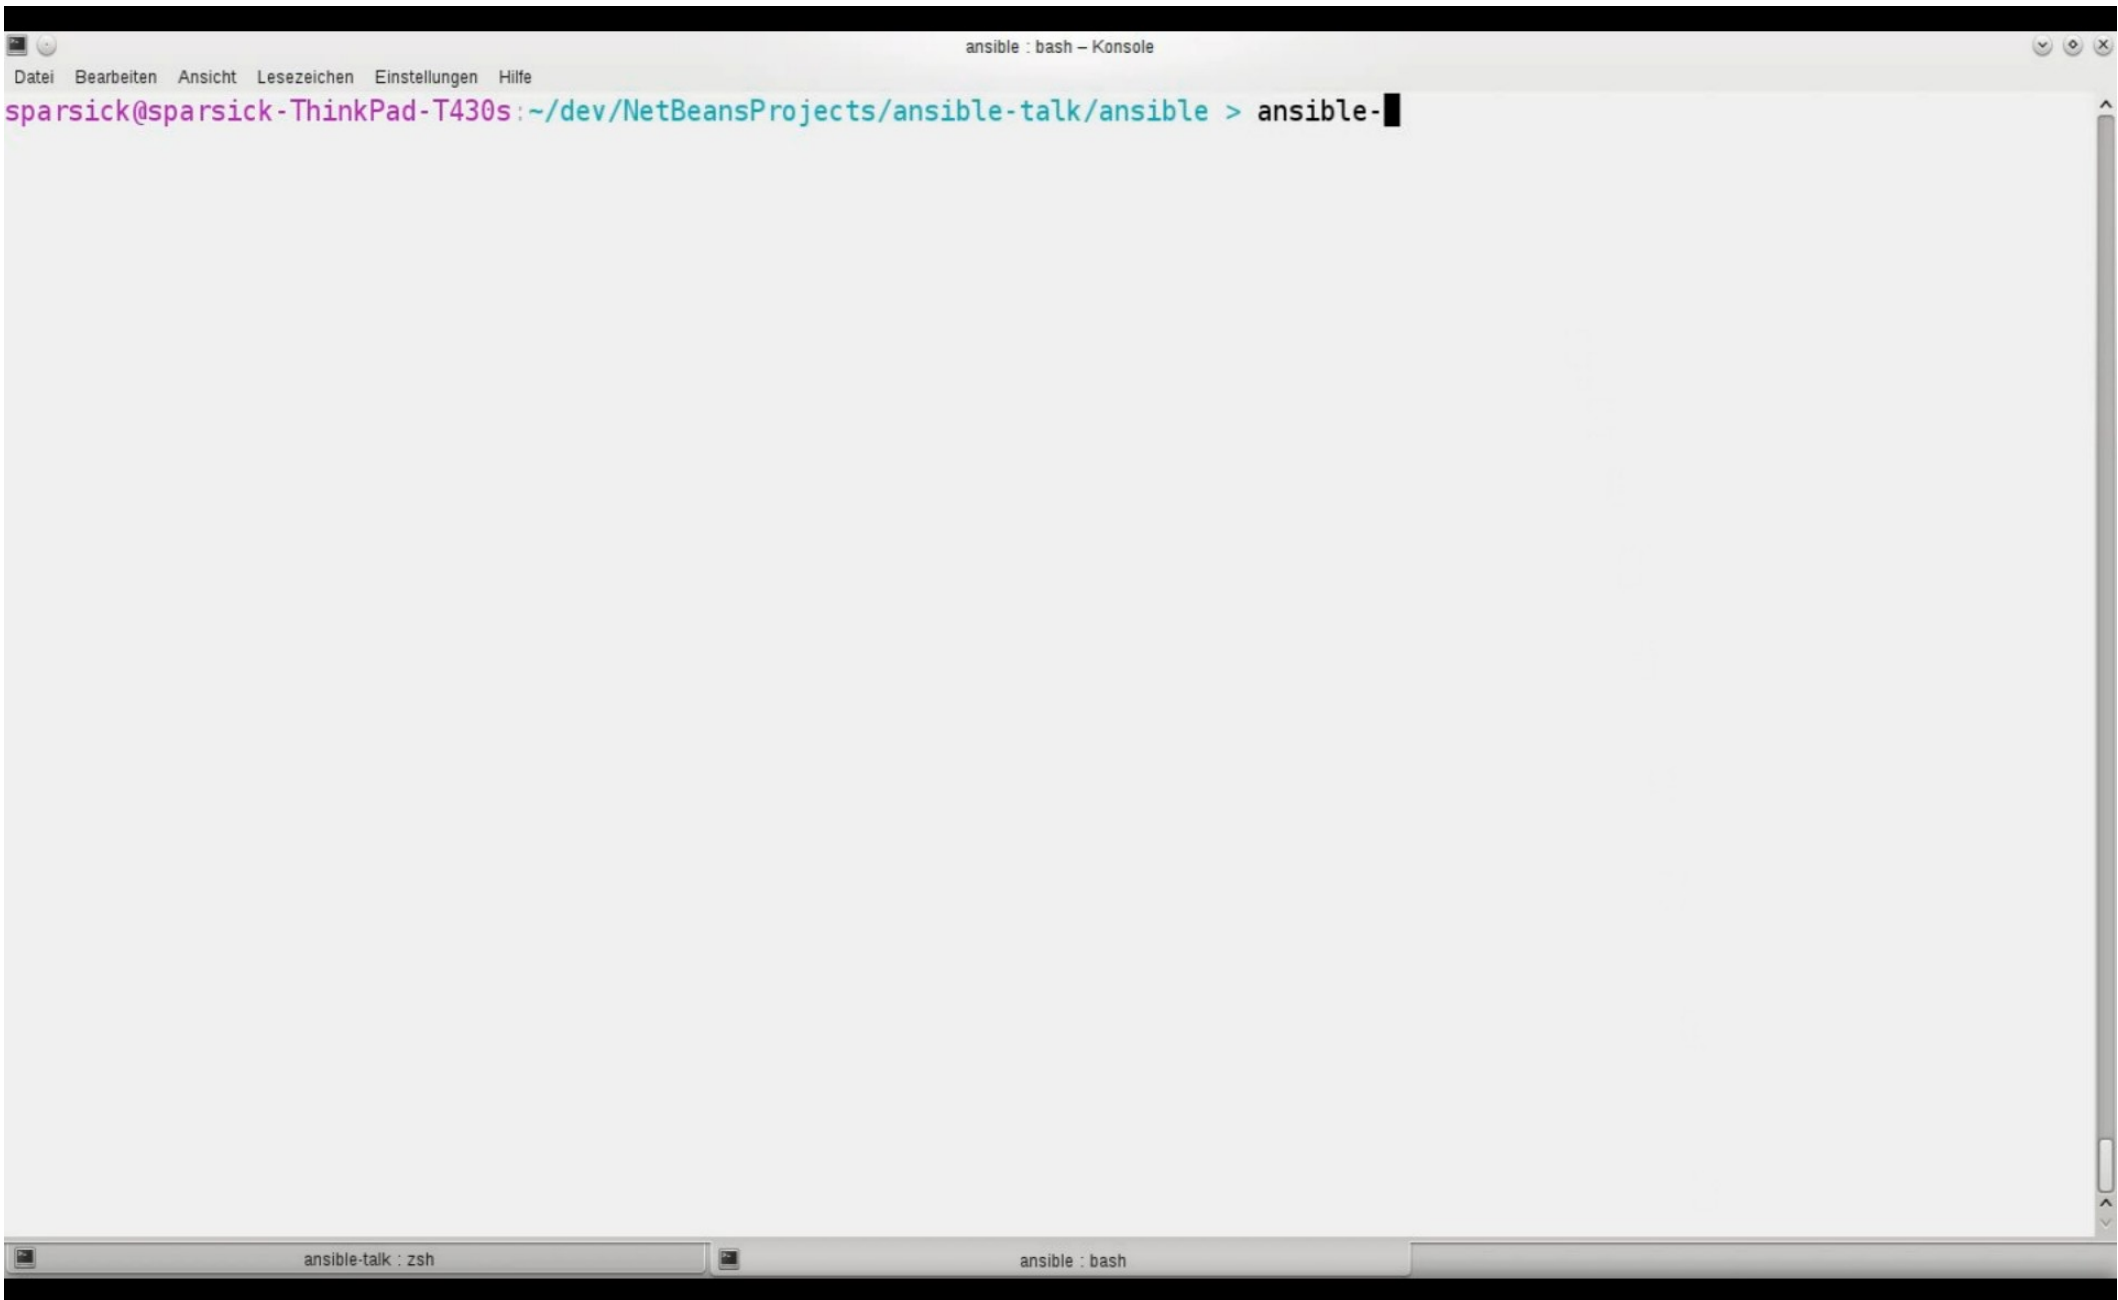 ansible : bash – Konsole
Datei Bearbeiten Ansicht Lesezeichen Einstellungen Hilfe
sparsick@sparsick-ThinkPad-T430s:~/dev/NetBeansProjects/ansible-talk/ansible > ansible-
ansible-talk : zsh
ansible : bash